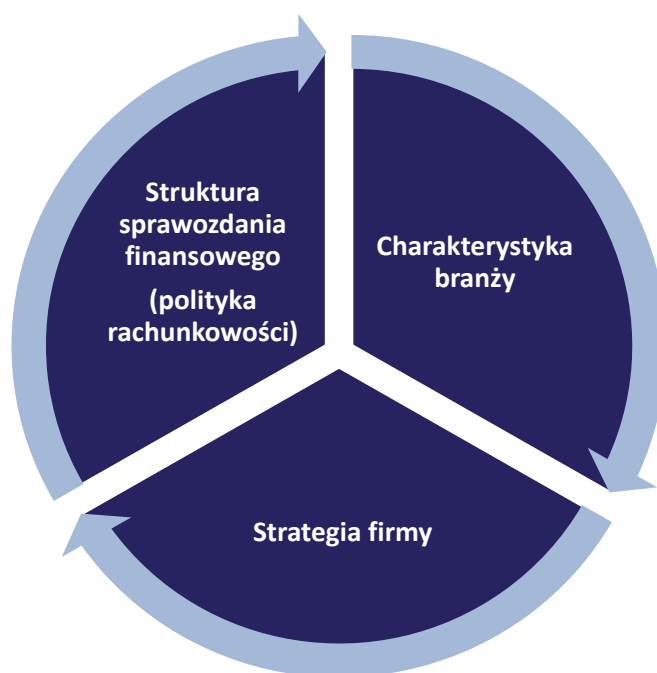 Struktura
sprawozdania
finansowego
(polityka
rachunkowości)
Charakterystyka
branży
Strategia firmy